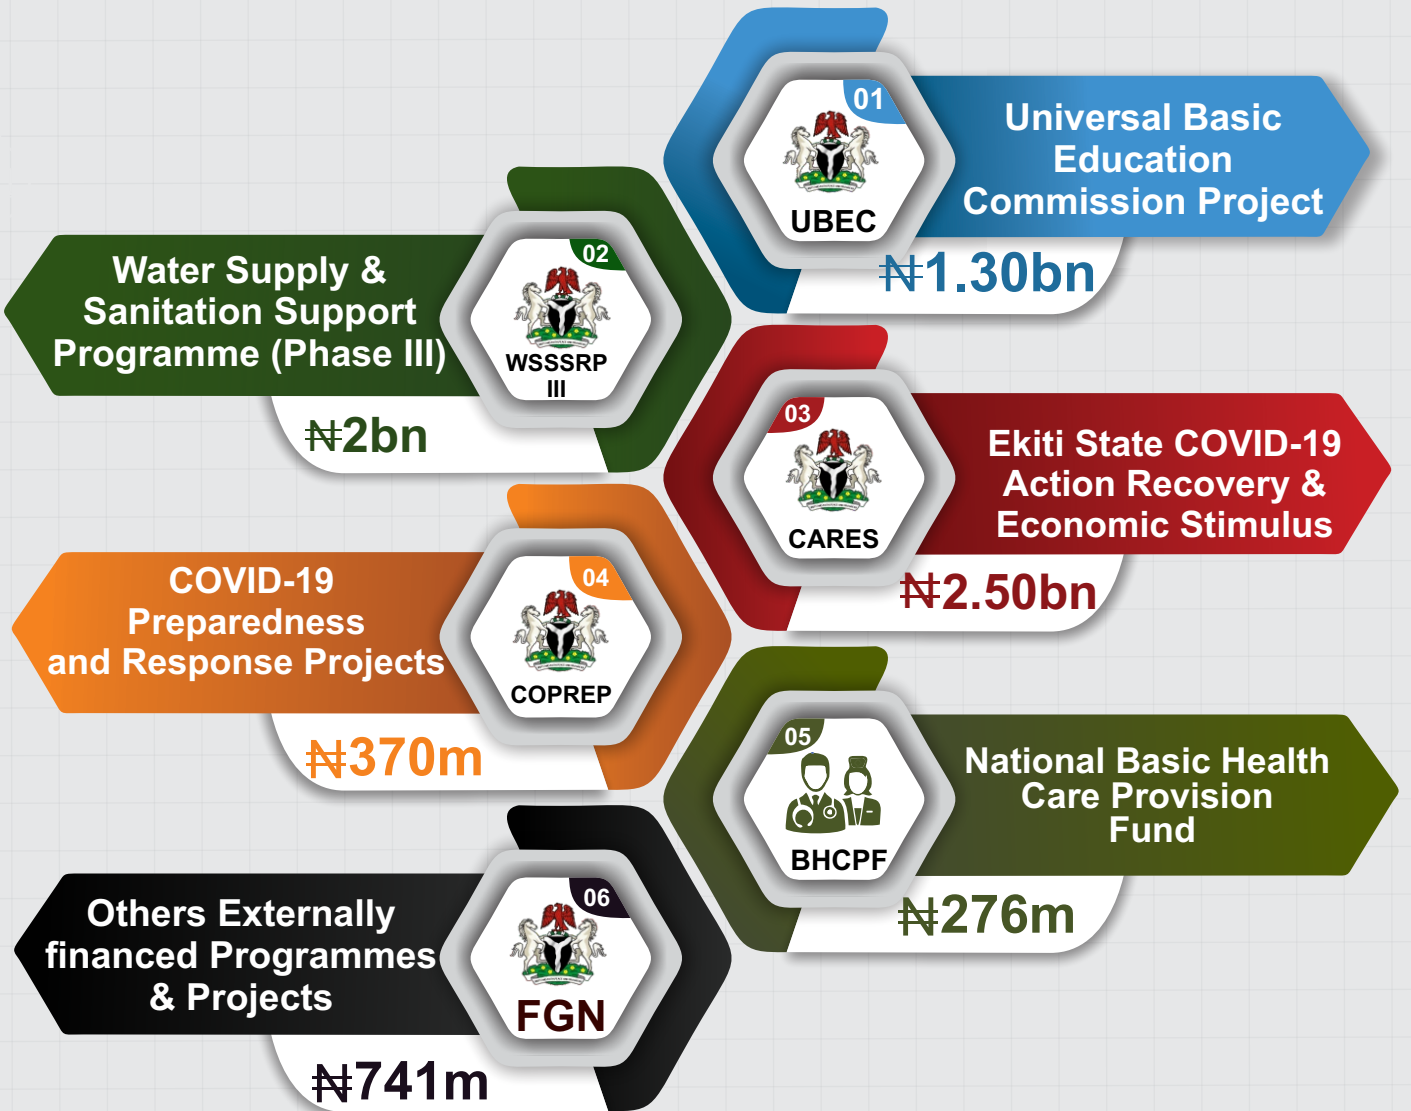 01
UBEC
Universal Basic
Education
Commission Project
₦1.30bn
02
WSSSRP
III
Water Supply &
Sanitation Support
Programme (Phase III)
₦2bn
03
CARES
Ekiti State COVID-19
Action Recovery &
Economic Stimulus
₦2.50bn
04
COPREP
COVID-19
Preparedness
and Response Projects
₦370m
05
BHCPF
National Basic Health
Care Provision
Fund
₦276m
06
FGN
Others Externally
financed Programmes
& Projects
₦741m